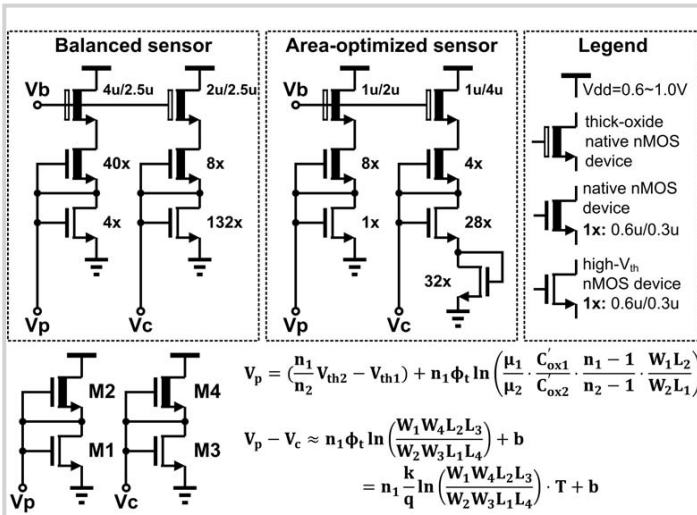 Balanced sensor
Vb
4u/2.5u
2u/2.5u
40x
8x
4x
132x
Vp
Vc
Area-optimized sensor
Vb
1u/2u
1u/4u
8x
4x
1x
28x
32x
Vp
Vc
Legend
Vdd=0.6~1.0V
thick-oxide
native nMOS
device
native nMOS
device
1x: 0.6u/0.3u
high-Vth
nMOS device
1x: 0.6u/0.3u
M2
M4
M1
M3
Vp
Vc
Vp = (n1/n2 Vth2 − Vth1) + n1ϕt ln(μ1/μ2 · C′ox1/C′ox2 · n1 − 1/n2 − 1 · W1L2/W2L1)
Vp − Vc ≈ n1ϕt ln(W1W4L2L3/W2W3L1L4) + b
= n1 k/q ln(W1W4L2L3/W2W3L1L4) · T + b